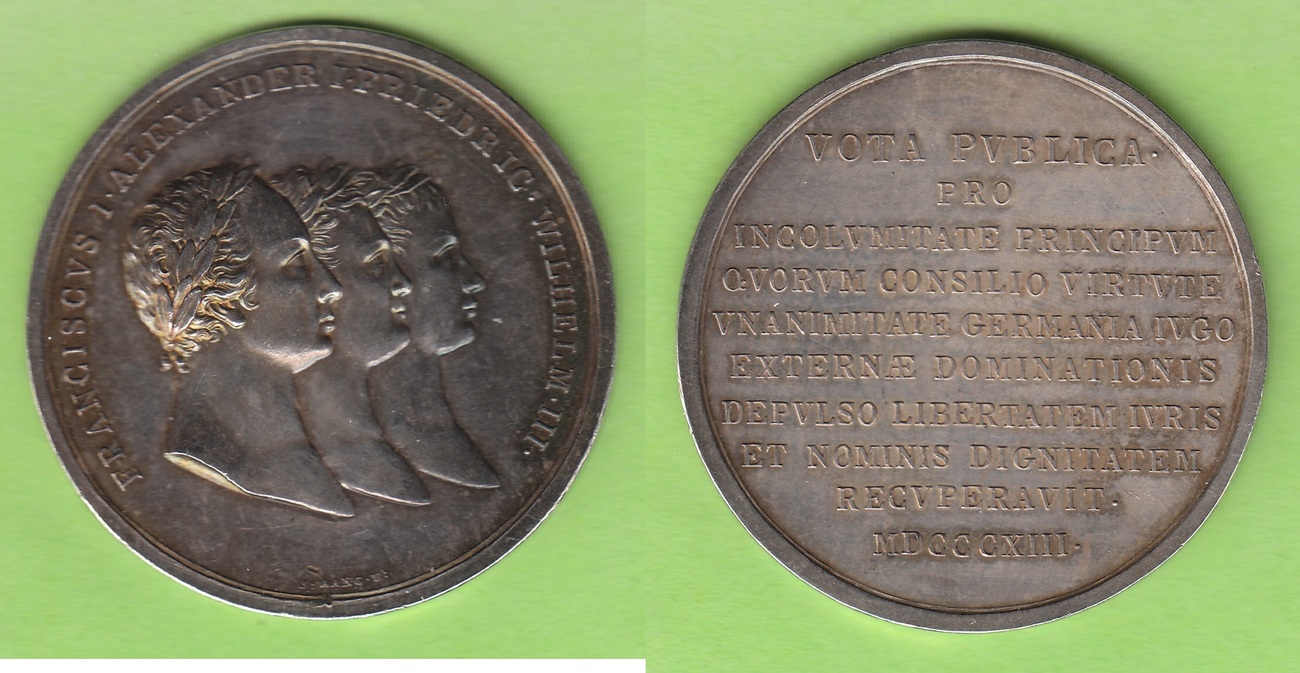 FRANCISCVS I · ALEXANDER I · FRIEDRIC: WILHELM · III ·
VOTA PVBLICA ·
PRO
INCOLVMITATE PRINCIPVM
QVORVM CONSILIO VIRTVTE
VNANIMITATE GERMANIA IVGO
EXTERNÆ DOMINATIONIS
DEPVLSO LIBERTATEM IVRIS
ET NOMINIS DIGNITATEM
RECVPERAVIT ·
MDCCCXIII ·